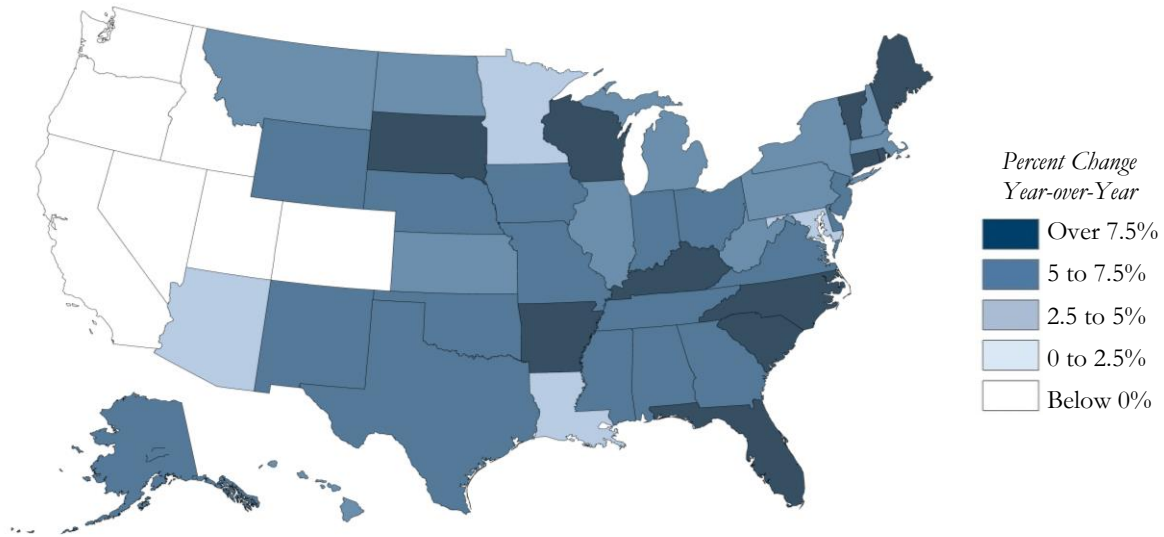 Percent Change
Year-over-Year
Over 7.5%
5 to 7.5%
2.5 to 5%
0 to 2.5%
Below 0%